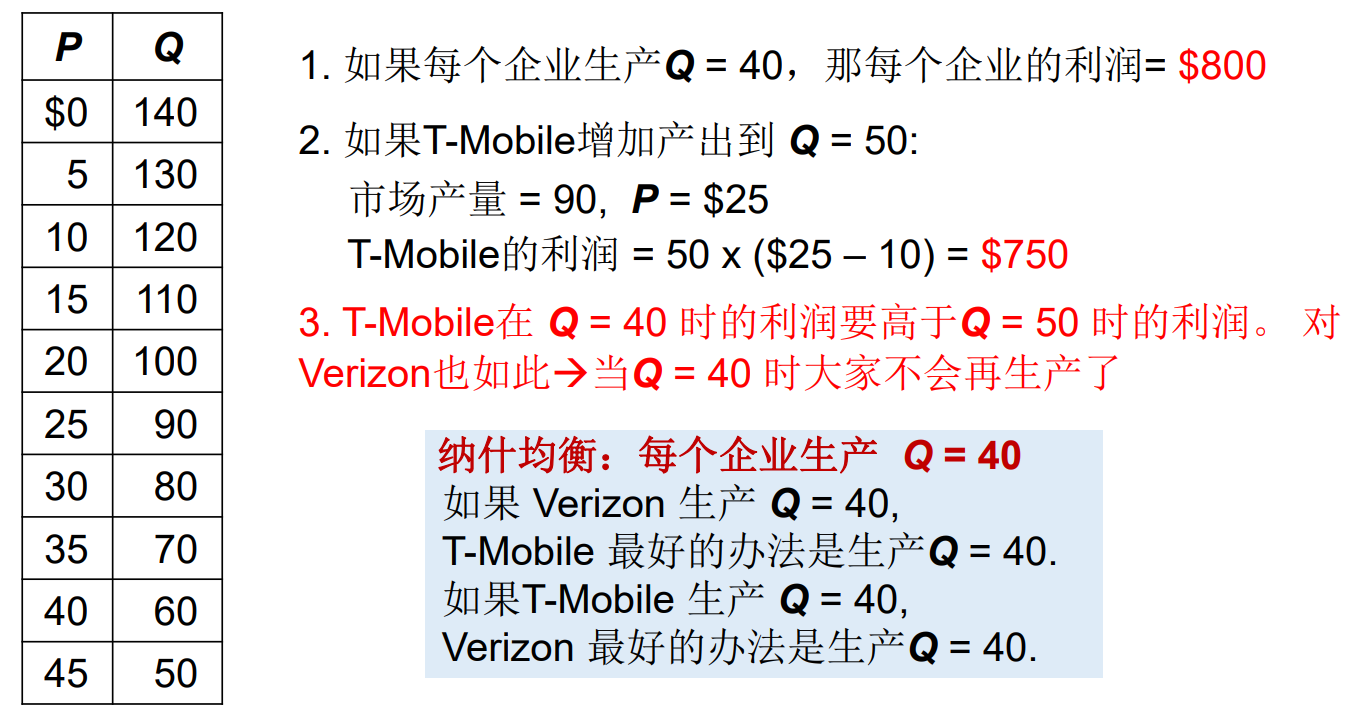 P Q
$0 140
5 130
10 120
15 110
20 100
25 90
30 80
35 70
40 60
45 50
1. 如果每个企业生产Q = 40，那每个企业的利润= $800
2. 如果T-Mobile增加产出到 Q = 50:
市场产量 = 90, P = $25
T-Mobile的利润 = 50 x ($25 – 10) = $750
3. T-Mobile在 Q = 40 时的利润要高于Q = 50 时的利润。 对
Verizon也如此→当Q = 40 时大家不会再生产了
纳什均衡：每个企业生产 Q = 40
如果 Verizon 生产 Q = 40,
T-Mobile 最好的办法是生产Q = 40.
如果T-Mobile 生产 Q = 40,
Verizon 最好的办法是生产Q = 40.